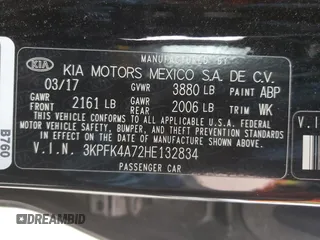 MANUFACTURED BY
KIA KIA MOTORS MEXICO S.A. DE C.V.
03/17 GVWR 3880 LB PAINT ABP
GAWR FRONT 2161 LB GAWR REAR 2006 LB TRIM WK
THIS VEHICLE CONFORMS TO ALL APPLICABLE
FEDERAL MOTOR VEHICLE SAFETY, BUMPER, AND
THEFT PREVENTION STANDARDS IN EFFECT ON
THE DATE OF MANUFACTURE SHOWN ABOVE.
V.I.N. 3KPFK4A72HE132834
PASSENGER CAR
B760
V.I.
DREAMBID